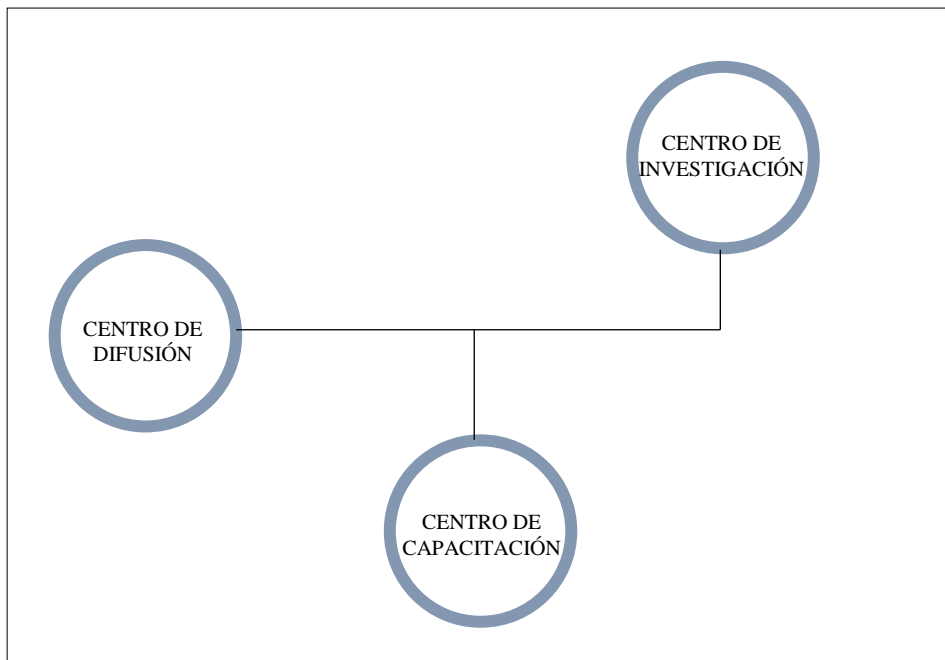 CENTRO DE
INVESTIGACIÓN
CENTRO DE
DIFUSIÓN
CENTRO DE
CAPACITACIÓN